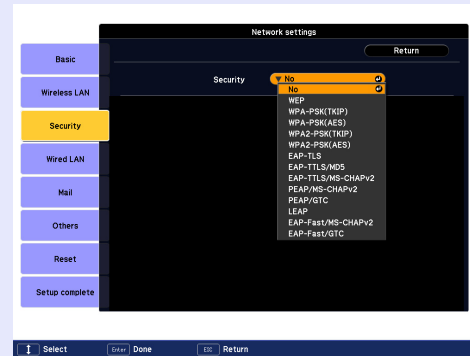 Network settings
Return
Basic
Wireless LAN
Security
Wired LAN
Mail
Others
Reset
Setup complete
Security
No
No
WEP
WPA-PSK(TKIP)
WPA-PSK(AES)
WPA2-PSK(TKIP)
WPA2-PSK(AES)
EAP-TLS
EAP-TTLS/MD5
EAP-TTLS/MS-CHAPv2
PEAP/MS-CHAPv2
PEAP/GTC
LEAP
EAP-Fast/MS-CHAPv2
EAP-Fast/GTC
Select Enter Done ESC Return